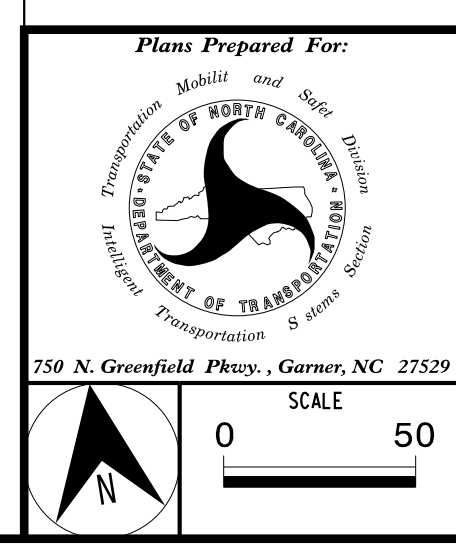 Plans Prepared For:
Transportation Mobilit and Safet Division
STATE OF NORTH CAROLINA
DEPARTMENT OF TRANSPORTATION
Intelligent Transportation S stems Section
750 N. Greenfield Pkwy. , Garner, NC 27529
N
SCALE
0 50